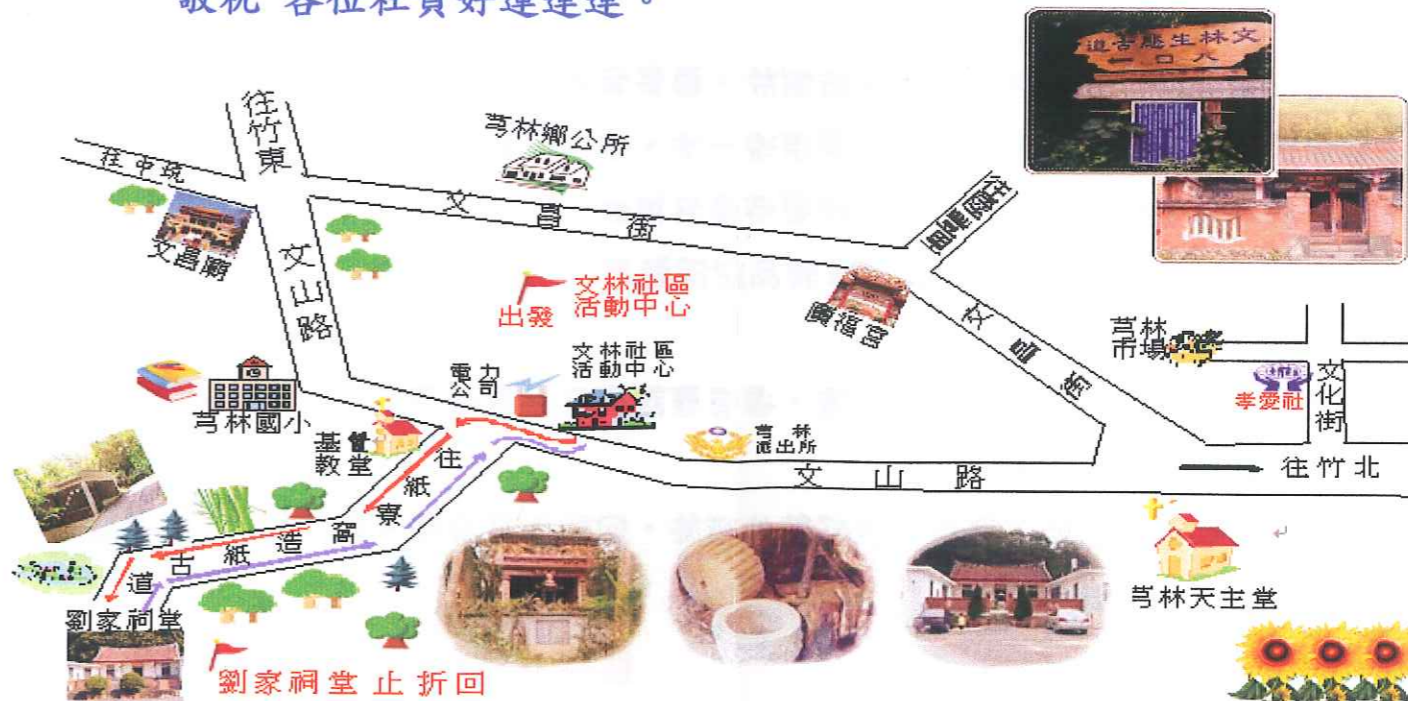 敬祝 各位社員好運連連。
文林生態古道
入口一
往竹東
往中坑
芎林鄉公所
文昌街
文昌廟
文山路
出發
文林社區
活動中心
廣福宮
文昌街
芎林
市場
孝愛社
文化街
電力
公司
文林社區
活動中心
芎林國小
基督
教堂
芎林
派出所
文山路
往竹北
往紙寮窩造紙古道
芎林天主堂
劉家祠堂
劉家祠堂 止 折回